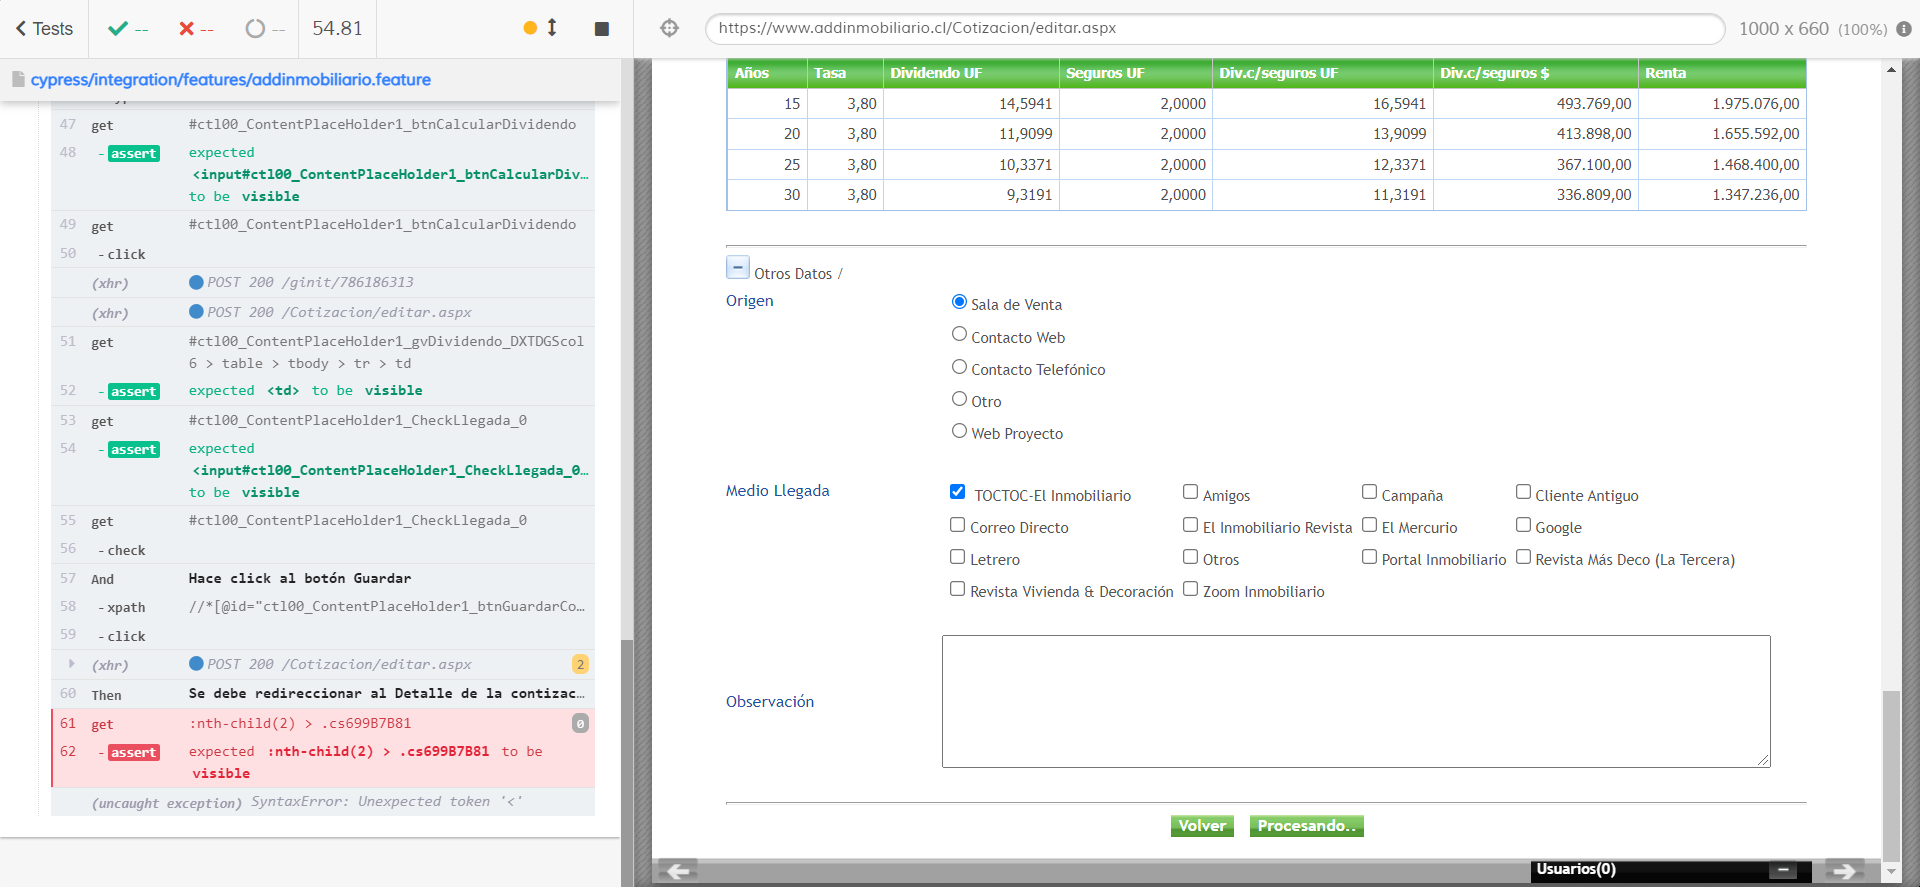 Tests
--
--
--
54.81
https://www.addinmobiliario.cl/Cotizacion/editar.aspx
1000 x 660 (100%)
cypress/integration/features/addinmobiliario.feature
47 get #ctl00_ContentPlaceHolder1_btnCalcularDividendo
48 - assert expected
<input#ctl00_ContentPlaceHolder1_btnCalcularDiv…
to be visible
49 get #ctl00_ContentPlaceHolder1_btnCalcularDividendo
50 - click
(xhr) POST 200 /ginit/786186313
(xhr) POST 200 /Cotizacion/editar.aspx
51 get #ctl00_ContentPlaceHolder1_gvDividendo_DXTDGScol
6 > table > tbody > tr > td
52 - assert expected <td> to be visible
53 get #ctl00_ContentPlaceHolder1_CheckLlegada_0
54 - assert expected
<input#ctl00_ContentPlaceHolder1_CheckLlegada_0…
to be visible
55 get #ctl00_ContentPlaceHolder1_CheckLlegada_0
56 - check
57 And Hace click al botón Guardar
58 - xpath //*[@id="ctl00_ContentPlaceHolder1_btnGuardarCo…
59 - click
(xhr) POST 200 /Cotizacion/editar.aspx 2
60 Then Se debe redireccionar al Detalle de la contizac…
61 get :nth-child(2) > .cs699B7B81 0
62 - assert expected :nth-child(2) > .cs699B7B81 to be
visible
(uncaught exception) SyntaxError: Unexpected token '<'
Años Tasa Dividendo UF Seguros UF Div.c/seguros UF Div.c/seguros $ Renta
15 3,80 14,5941 2,0000 16,5941 493.769,00 1.975.076,00
20 3,80 11,9099 2,0000 13,9099 413.898,00 1.655.592,00
25 3,80 10,3371 2,0000 12,3371 367.100,00 1.468.400,00
30 3,80 9,3191 2,0000 11,3191 336.809,00 1.347.236,00
Otros Datos /
Origen
Sala de Venta
Contacto Web
Contacto Telefónico
Otro
Web Proyecto
Medio Llegada
TOCTOC-El Inmobiliario Amigos Campaña Cliente Antiguo
Correo Directo El Inmobiliario Revista El Mercurio Google
Letrero Otros Portal Inmobiliario Revista Más Deco (La Tercera)
Revista Vivienda & Decoración Zoom Inmobiliario
Observación
Volver Procesando..
Usuarios(0)